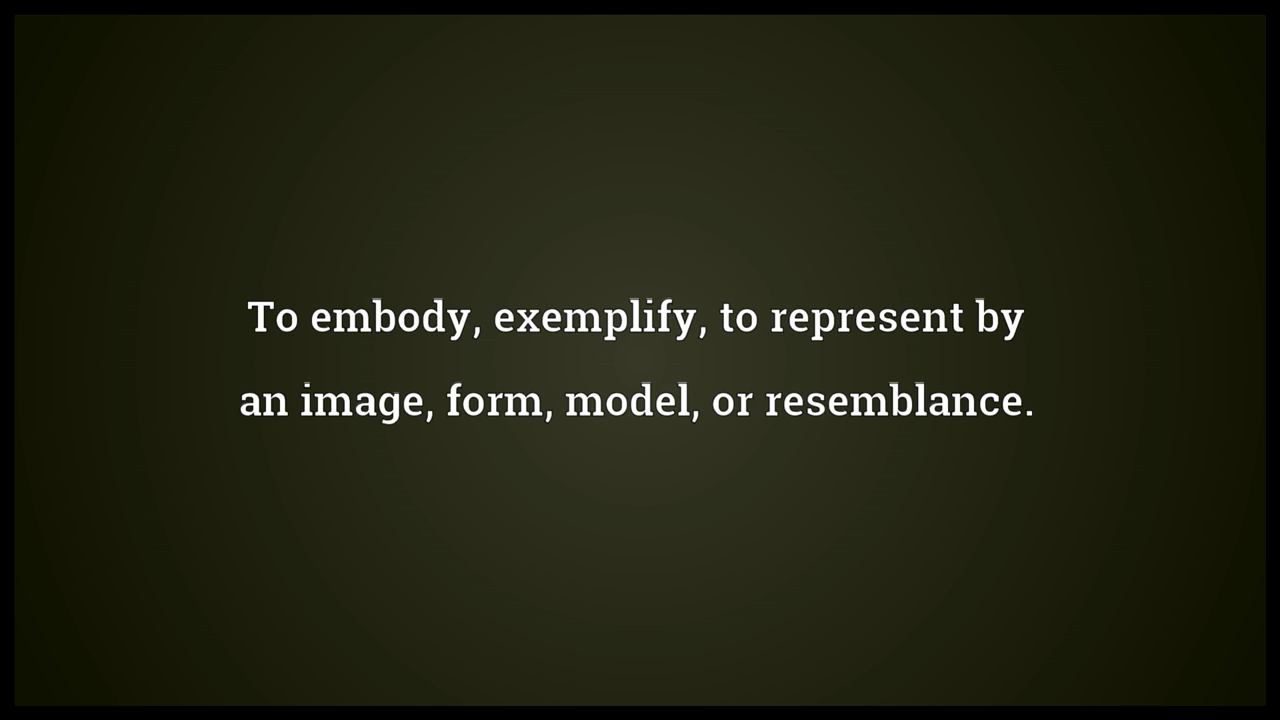 To embody, exemplify, to represent by
an image, form, model, or resemblance.